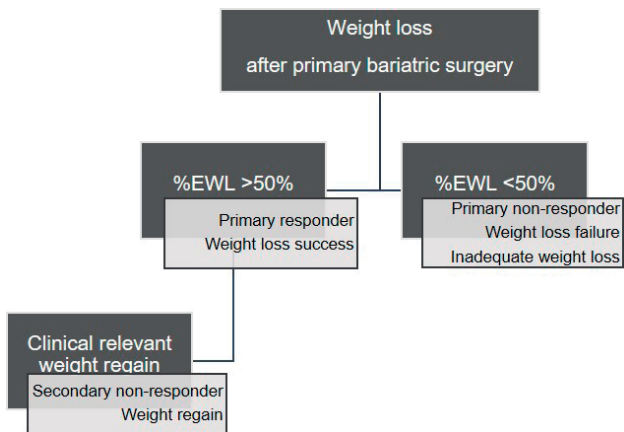 Weight loss
after primary bariatric surgery
%EWL >50%
Primary responder
Weight loss success
%EWL <50%
Primary non-responder
Weight loss failure
Inadequate weight loss
Clinical relevant
weight regain
Secondary non-responder
Weight regain